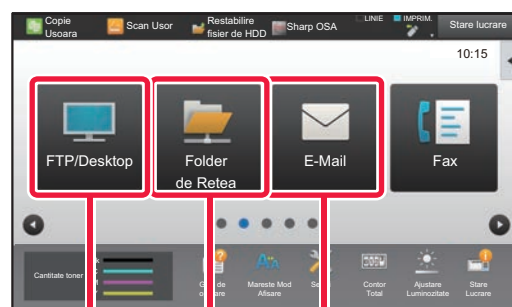 Copie
Usoara
Scan Usor
Restabilire
fisier de HDD
Sharp OSA
LINIE
IMPRIM.
Stare lucrare
10:15
FTP/Desktop
Folder
de Retea
E-Mail
Fax
Cantitate toner
de
Mareste Mod
Afisare
Contor
Total
Ajustare
Luminozitate
Stare
Lucrare